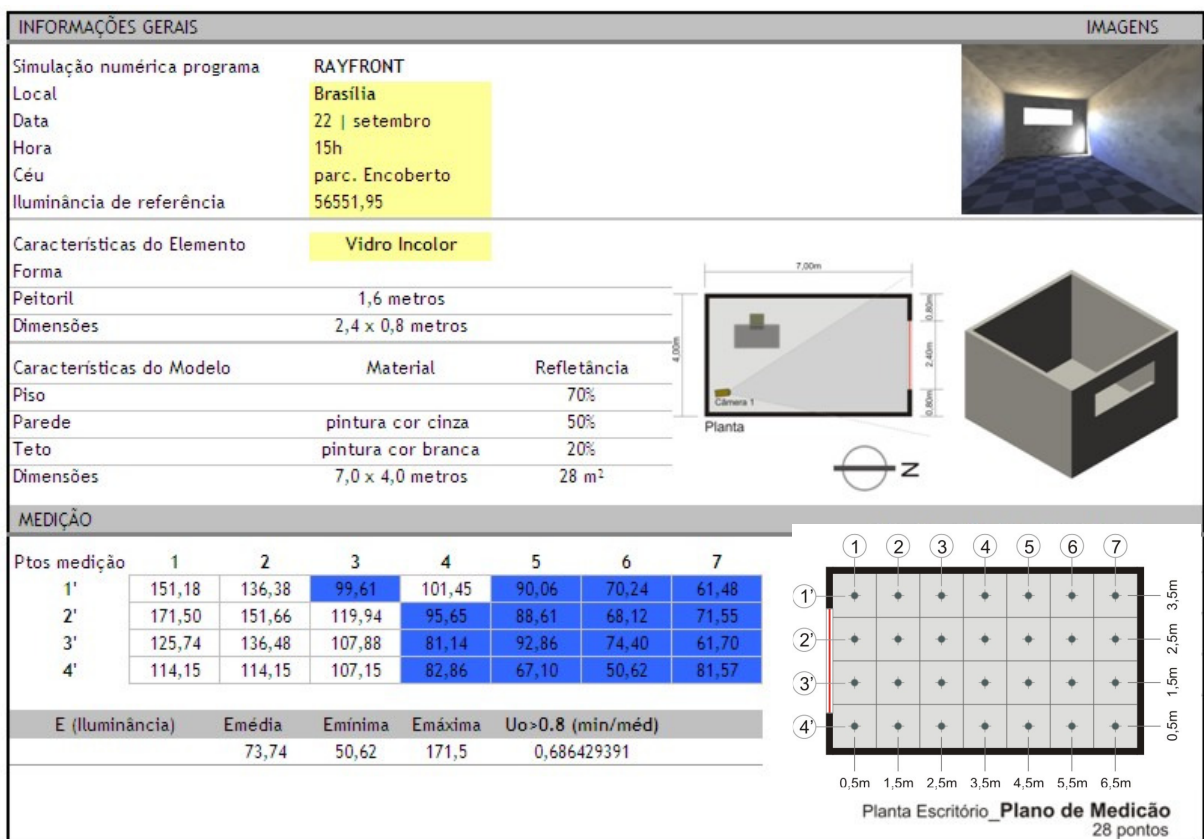 INFORMAÇÕES GERAIS IMAGENS
Simulação numérica programa RAYFRONT
Local Brasília
Data 22 | setembro
Hora 15h
Céu parc. Encoberto
Iluminância de referência 56551,95
Características do Elemento Vidro Incolor
Forma
Peitoril 1,6 metros
Dimensões 2,4 x 0,8 metros
Características do Modelo Material Refletância
Piso 70%
Parede pintura cor cinza 50%
Teto pintura cor branca 20%
Dimensões 7,0 x 4,0 metros 28 m²
7,00m
4,00m
0,80m
2,40m
0,80m
Câmera 1
Planta
N
MEDIÇÃO
Ptos medição 1 2 3 4 5 6 7
1' 151,18 136,38 99,61 101,45 90,06 70,24 61,48
2' 171,50 151,66 119,94 95,65 88,61 68,12 71,55
3' 125,74 136,48 107,88 81,14 92,86 74,40 61,70
4' 114,15 114,15 107,15 82,86 67,10 50,62 81,57
E (Iluminância) Emédia Emínima Emáxima Uo>0.8 (min/méd)
73,74 50,62 171,5 0,686429391
1 2 3 4 5 6 7
1' 3,5m
2' 2,5m
3' 1,5m
4' 0,5m
0,5m 1,5m 2,5m 3,5m 4,5m 5,5m 6,5m
Planta Escritório_Plano de Medicão
28 pontos